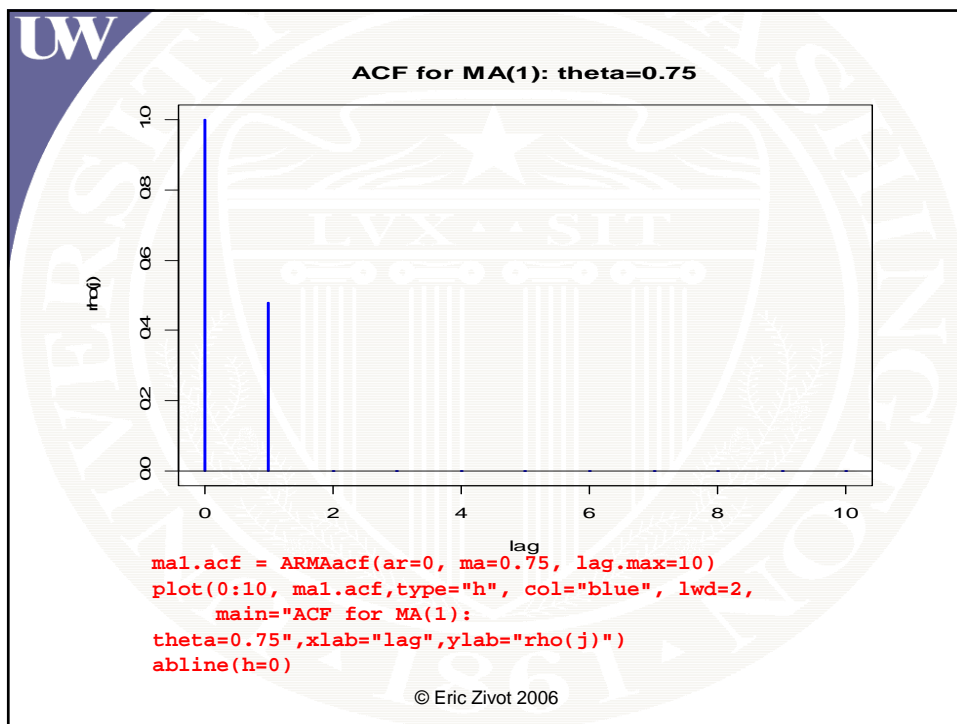 UW
ACF for MA(1): theta=0.75
1.0
0.8
0.6
0.4
0.2
0.0
rho(j)
0 2 4 6 8 10
lag
ma1.acf = ARMAacf(ar=0, ma=0.75, lag.max=10)
plot(0:10, ma1.acf,type="h", col="blue", lwd=2,
main="ACF for MA(1):
theta=0.75",xlab="lag",ylab="rho(j)")
abline(h=0)
© Eric Zivot 2006
UNIVERSITY OF WASHINGTON
LVX SIT
1861